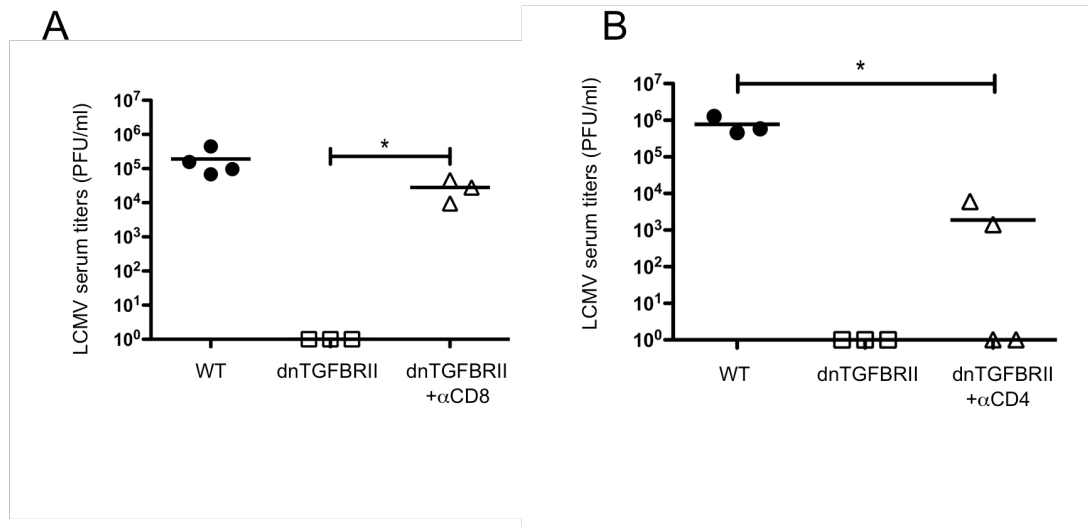 A
LCMV serum titers (PFU/ml)
10⁷
10⁶
10⁵
10⁴
10³
10²
10¹
10⁰
*
WT
dnTGFBRII
dnTGFBRII
+αCD8
B
LCMV serum titers (PFU/ml)
10⁷
10⁶
10⁵
10⁴
10³
10²
10¹
10⁰
*
WT
dnTGFBRII
dnTGFBRII
+αCD4